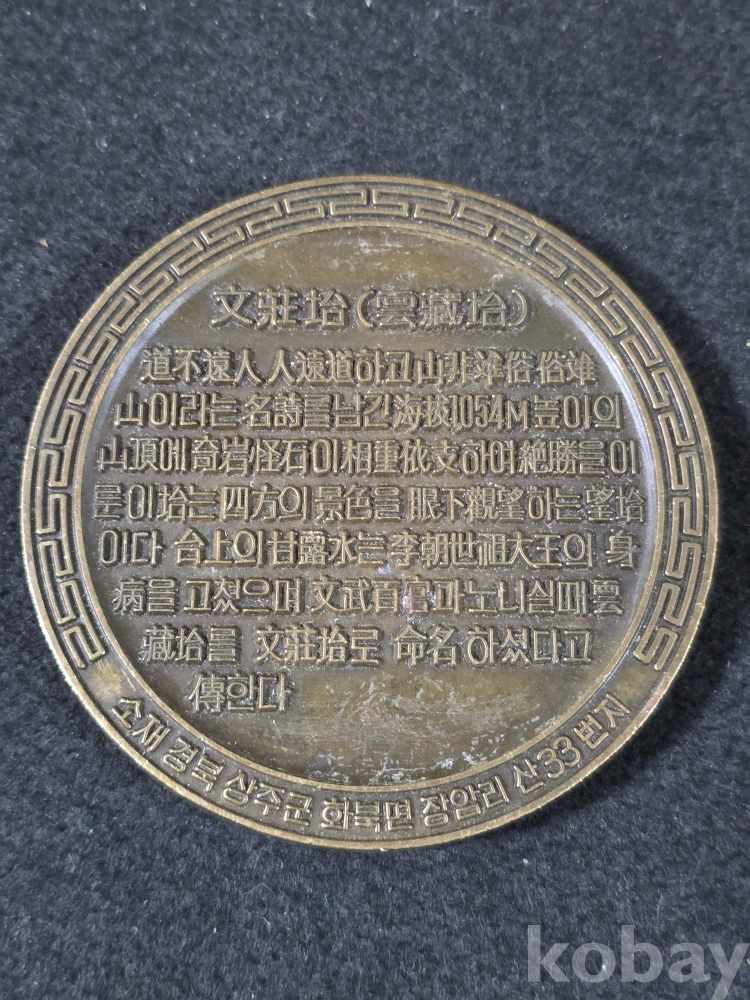 文莊坮(雲藏坮)
道不遠人人遠道하고山非離俗俗離
山이라는名詩를남긴海拔1,054M높이의
山頂에奇岩怪石이相重依支하여絶勝을이
룬이坮는四方의景色을眼下觀望하는望坮
이다 台上의甘露水는李朝世祖大王의身
病을고쳤으며文武百官과노니실때雲
藏坮를 文莊坮로 命名하셨다고
傳한다
소재 경북 상주군 화북면 장암리 산33번지
kobay